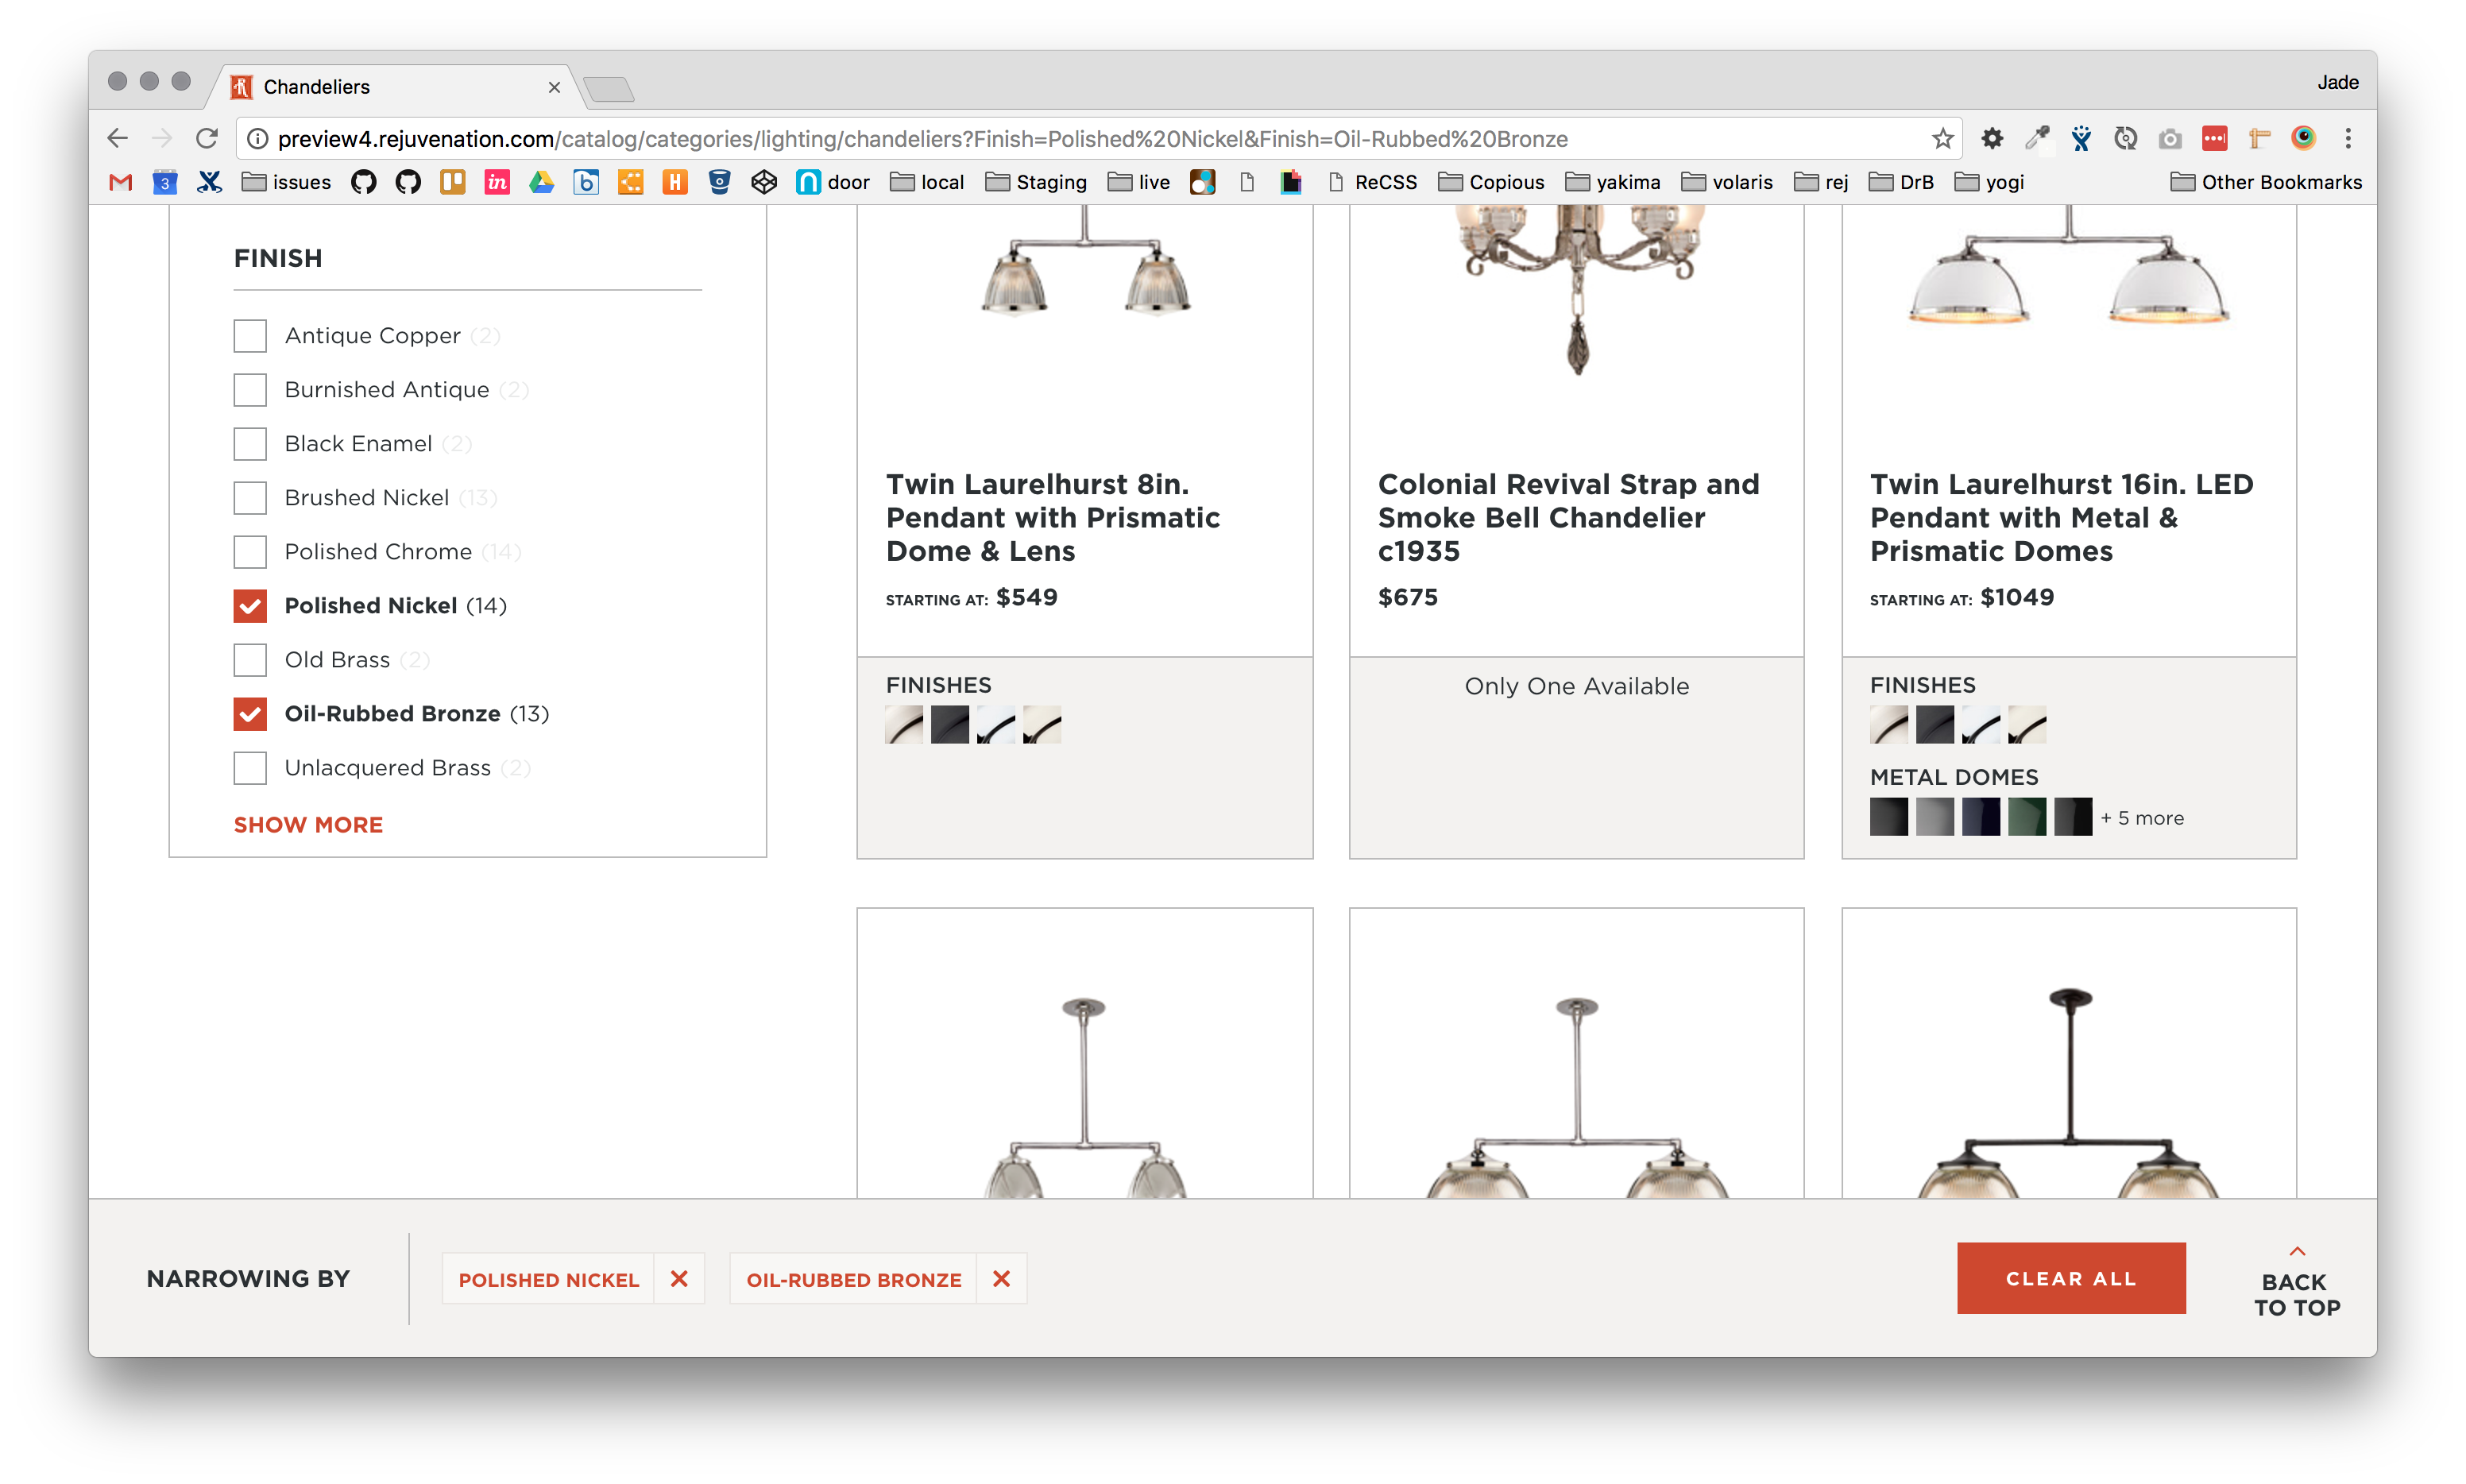 Chandeliers
Jade
preview4.rejuvenation.com/catalog/categories/lighting/chandeliers?Finish=Polished%20Nickel&Finish=Oil-Rubbed%20Bronze
3 issues in b H n door local Staging live ReCSS Copious yakima volaris rej DrB yogi Other Bookmarks
FINISH
Antique Copper (2)
Burnished Antique (2)
Black Enamel (2)
Brushed Nickel (13)
Polished Chrome (14)
Polished Nickel (14)
Old Brass (2)
Oil-Rubbed Bronze (13)
Unlacquered Brass (2)
SHOW MORE
Twin Laurelhurst 8in.
Pendant with Prismatic
Dome & Lens
STARTING AT: $549
FINISHES
Colonial Revival Strap and
Smoke Bell Chandelier
c1935
$675
Only One Available
Twin Laurelhurst 16in. LED
Pendant with Metal &
Prismatic Domes
STARTING AT: $1049
FINISHES
METAL DOMES
+ 5 more
NARROWING BY
POLISHED NICKEL
OIL-RUBBED BRONZE
CLEAR ALL
BACK
TO TOP